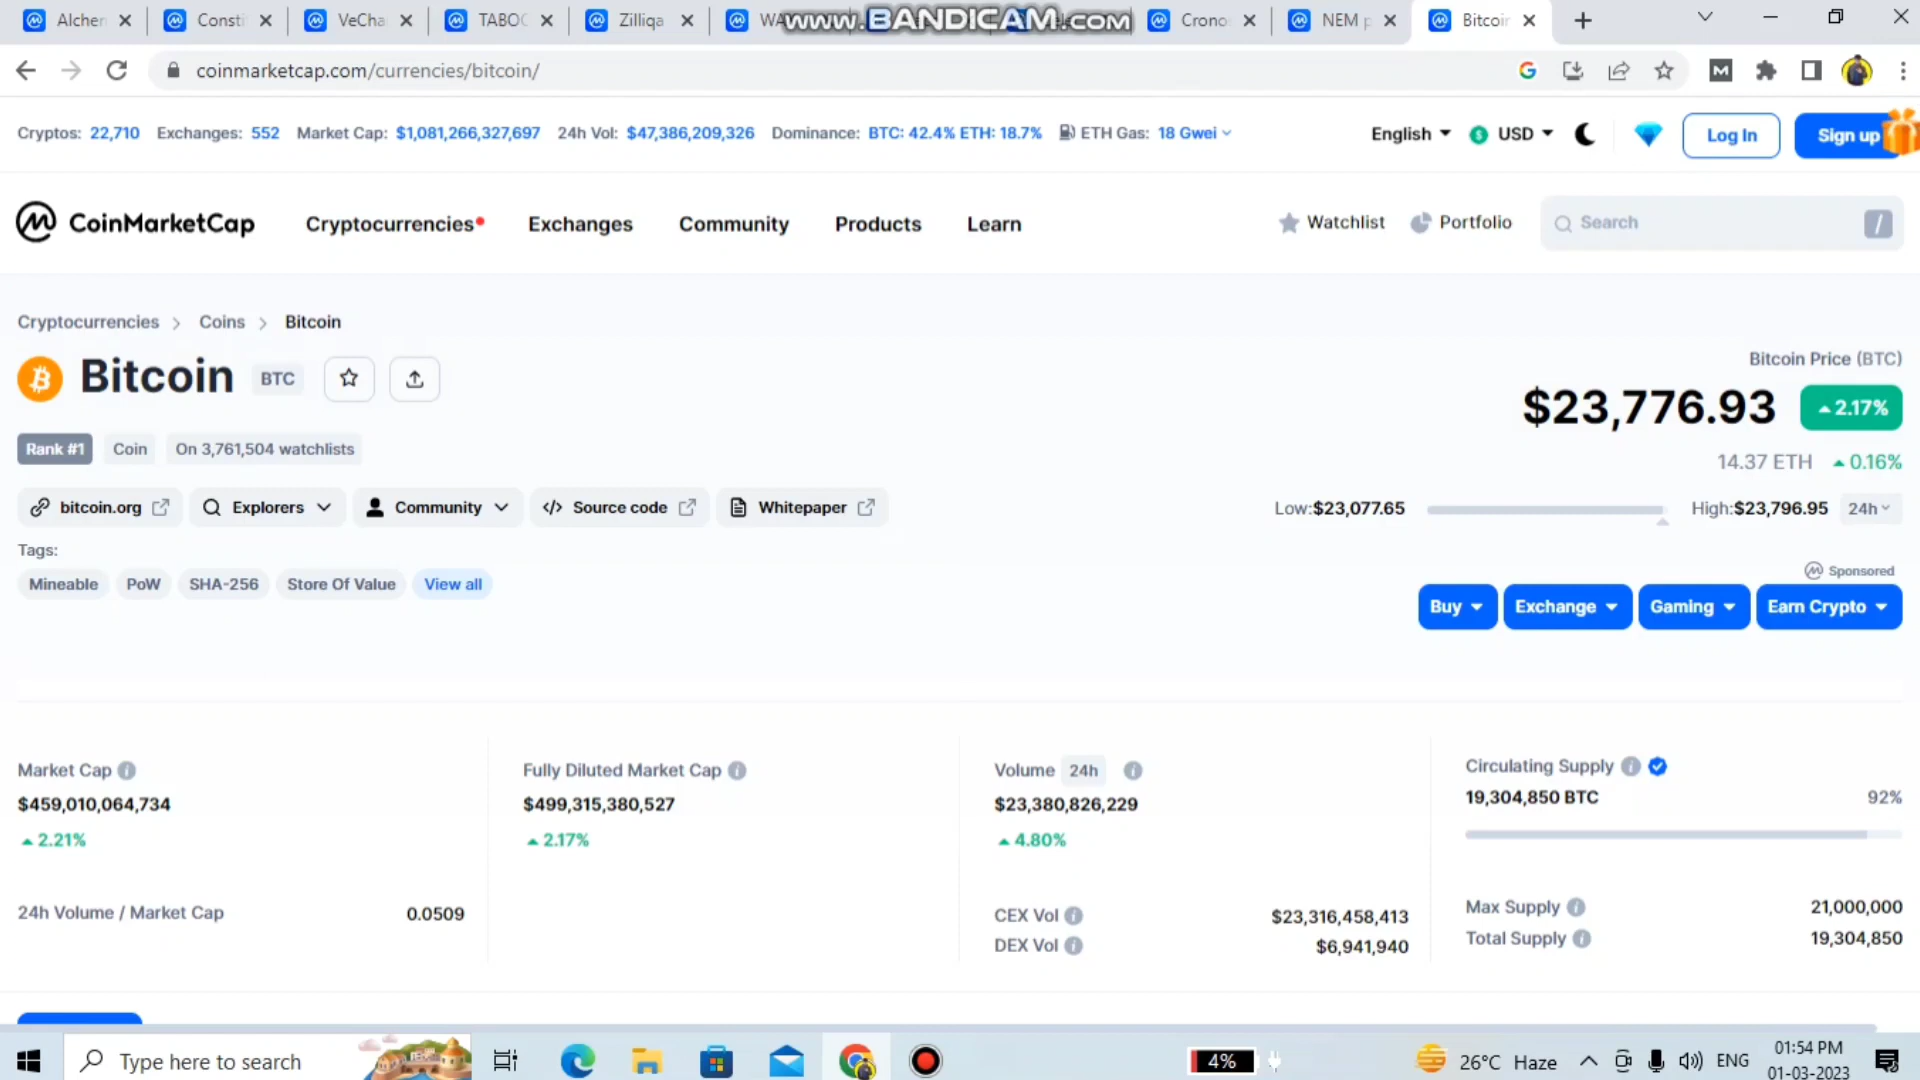 Alchem
Consti
VeCha
TABOO
Zilliqa
www.BANDICAM.com
Crono
NEM p
Bitcoin
coinmarketcap.com/currencies/bitcoin/
Cryptos: 22,710 Exchanges: 552 Market Cap: $1,081,266,327,697 24h Vol: $47,386,209,326 Dominance: BTC: 42.4% ETH: 18.7% ETH Gas: 18 Gwei
English USD Log In Sign up
CoinMarketCap Cryptocurrencies Exchanges Community Products Learn
Watchlist Portfolio Search /
Cryptocurrencies > Coins > Bitcoin
Bitcoin BTC
Rank #1 Coin On 3,761,504 watchlists
bitcoin.org Explorers Community Source code Whitepaper
Tags:
Mineable PoW SHA-256 Store Of Value View all
Bitcoin Price (BTC)
$23,776.93 2.17%
14.37 ETH 0.16%
Low:$23,077.65 High:$23,796.95 24h
Sponsored
Buy Exchange Gaming Earn Crypto
Market Cap
$459,010,064,734
2.21%
24h Volume / Market Cap 0.0509
Fully Diluted Market Cap
$499,315,380,527
2.17%
Volume 24h
$23,380,826,229
4.80%
CEX Vol $23,316,458,413
DEX Vol $6,941,940
Circulating Supply
19,304,850 BTC 92%
Max Supply 21,000,000
Total Supply 19,304,850
Type here to search
4%
26°C Haze
ENG
01:54 PM
01-03-2023